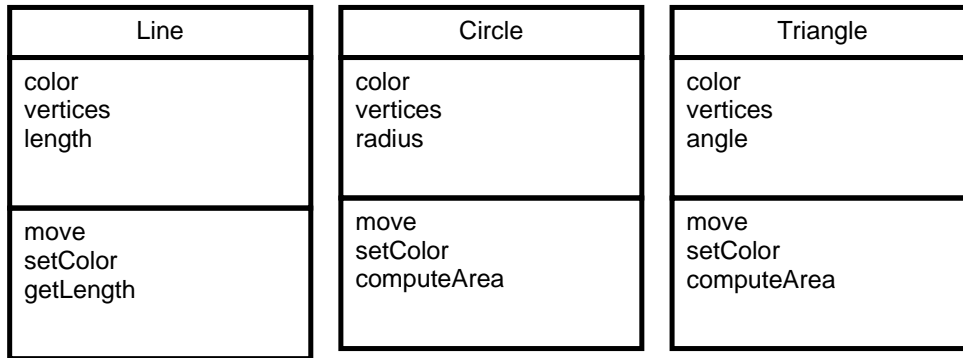 Line
color
vertices
length
move
setColor
getLength
Circle
color
vertices
radius
move
setColor
computeArea
Triangle
color
vertices
angle
move
setColor
computeArea